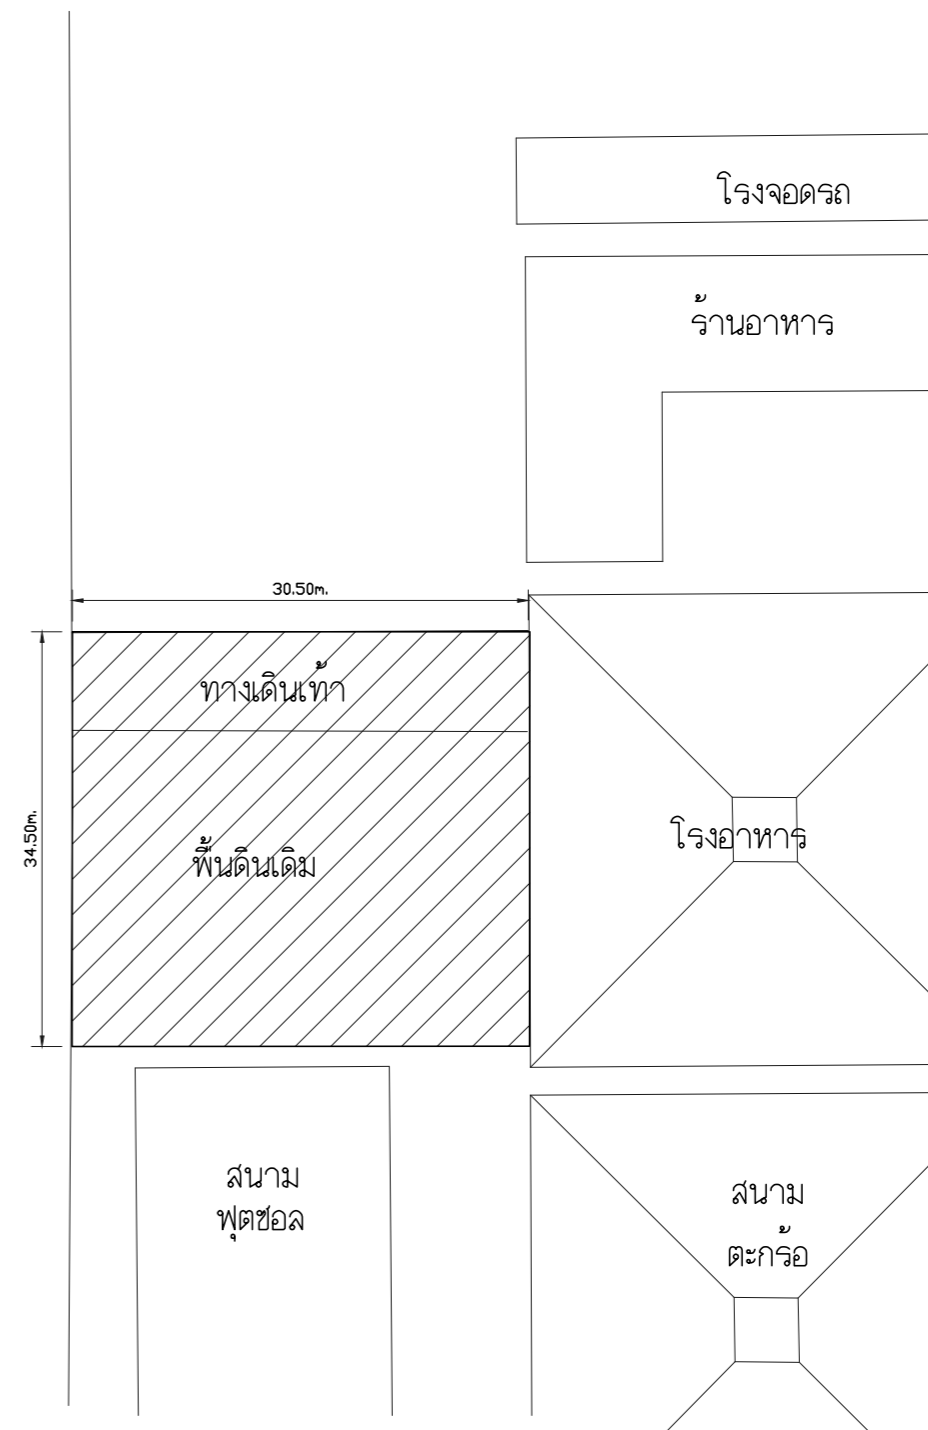 โรงจอดรถ
ร้านอาหาร
30.50m.
ทางเดินเท้า
34.50m.
พื้นดินเดิม
โรงอาหาร
สนาม
ฟุตซอล
สนาม
ตะกร้อ